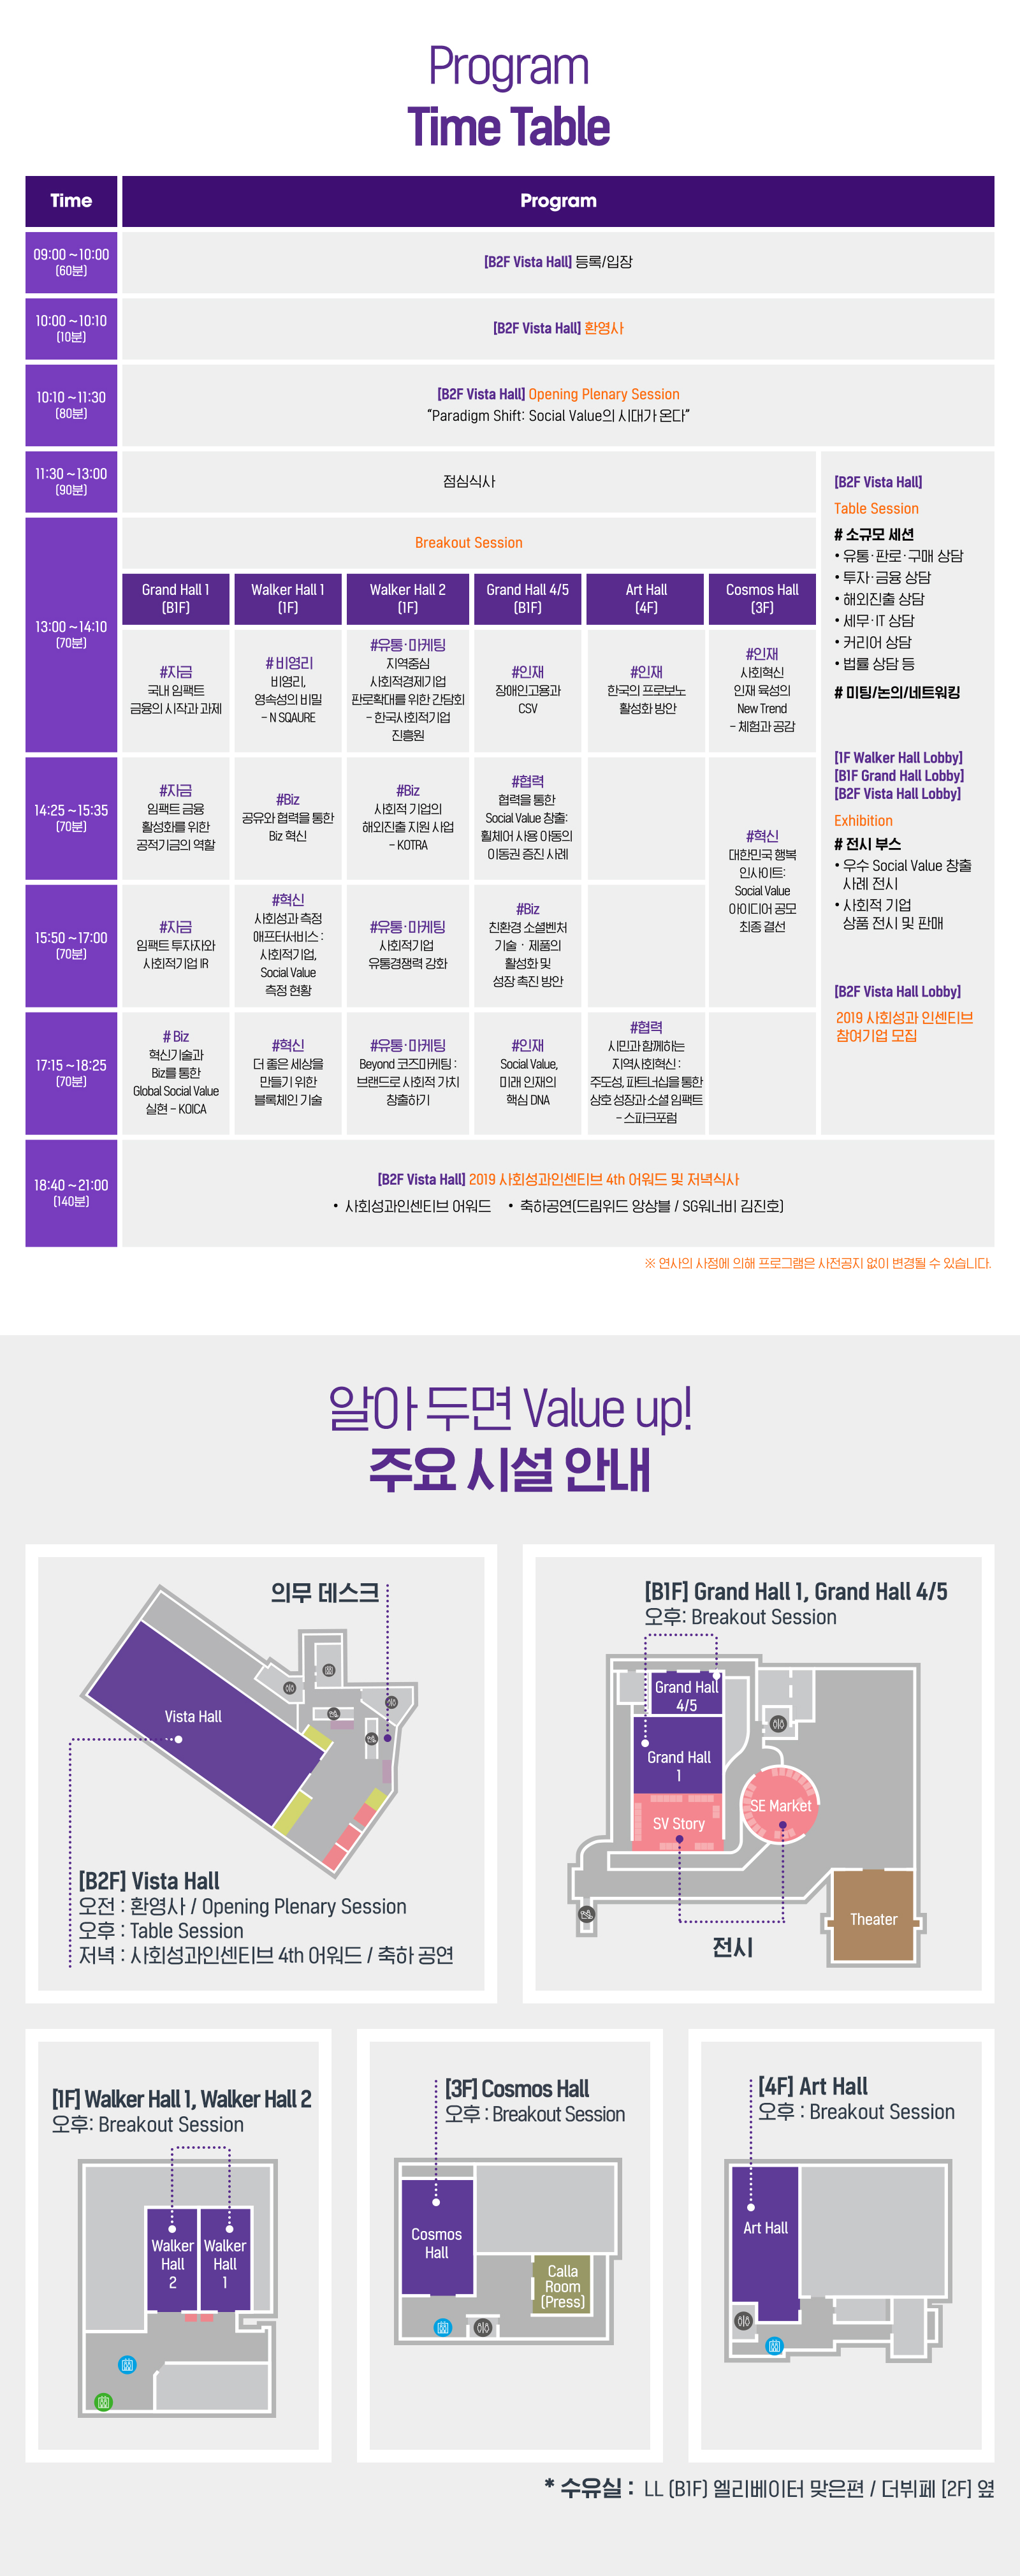 Program
Time Table
Time
Program
09:00 ~ 10:00
(60분)
[B2F Vista Hall] 등록/입장
10:00 ~ 10:10
(10분)
[B2F Vista Hall] 환영사
10:10 ~ 11:30
(80분)
[B2F Vista Hall] Opening Plenary Session
“Paradigm Shift: Social Value의 시대가 온다”
11:30 ~ 13:00
(90분)
점심식사
13:00 ~ 14:10
(70분)
Breakout Session
Grand Hall 1
(B1F)
Walker Hall 1
(1F)
Walker Hall 2
(1F)
Grand Hall 4/5
(B1F)
Art Hall
(4F)
Cosmos Hall
(3F)
#자금
국내 임팩트
금융의 시작과 과제
# 비영리
비영리,
영속성의 비밀
- N SQAURE
#유통·마케팅
지역중심
사회적경제기업
판로확대를 위한 간담회
- 한국사회적기업
진흥원
#인재
장애인고용과
CSV
#인재
한국의 프로보노
활성화 방안
#인재
사회혁신
인재 육성의
New Trend
- 체험과 공감
14:25 ~ 15:35
(70분)
#자금
임팩트 금융
활성화를 위한
공적기금의 역할
#Biz
공유와 협력을 통한
Biz 혁신
#Biz
사회적 기업의
해외진출 지원 사업
- KOTRA
#협력
협력을 통한
Social Value 창출:
휠체어 사용 아동의
이동권 증진 사례
#혁신
대한민국 행복
인사이트:
Social Value
아이디어 공모
최종 결선
15:50 ~ 17:00
(70분)
#자금
임팩트 투자자와
사회적기업 IR
#혁신
사회성과 측정
애프터서비스 :
사회적기업,
Social Value
측정 현황
#유통·마케팅
사회적기업
유통경쟁력 강화
#Biz
친환경 소셜벤처
기술 · 제품의
활성화 및
성장 촉진 방안
17:15 ~ 18:25
(70분)
# Biz
혁신기술과
Biz를 통한
Global Social Value
실현 - KOICA
#혁신
더 좋은 세상을
만들기 위한
블록체인 기술
#유통·마케팅
Beyond 코즈마케팅 :
브랜드로 사회적 가치
창출하기
#인재
Social Value,
미래 인재의
핵심 DNA
#협력
시민과 함께하는
지역사회혁신 :
주도성, 파트너십을 통한
상호 성장과 소셜 임팩트
- 스파크포럼
[B2F Vista Hall]
Table Session
# 소규모 세션
• 유통·판로·구매 상담
• 투자·금융 상담
• 해외진출 상담
• 세무·IT 상담
• 커리어 상담
• 법률 상담 등
# 미팅/논의/네트워킹
[1F Walker Hall Lobby]
[B1F Grand Hall Lobby]
[B2F Vista Hall Lobby]
Exhibition
# 전시 부스
• 우수 Social Value 창출
사례 전시
• 사회적 기업
상품 전시 및 판매
[B2F Vista Hall Lobby]
2019 사회성과 인센티브
참여기업 모집
18:40 ~ 21:00
(140분)
[B2F Vista Hall] 2019 사회성과인센티브 4th 어워드 및 저녁식사
• 사회성과인센티브 어워드 • 축하공연(드림위드 앙상블 / SG워너비 김진호)
※ 연사의 사정에 의해 프로그램은 사전공지 없이 변경될 수 있습니다.
알아 두면 Value up!
주요 시설 안내
의무 데스크
Vista Hall
[B2F] Vista Hall
오전 : 환영사 / Opening Plenary Session
오후 : Table Session
저녁 : 사회성과인센티브 4th 어워드 / 축하 공연
[B1F] Grand Hall 1, Grand Hall 4/5
오후: Breakout Session
Grand Hall
4/5
Grand Hall
1
SV Story
SE Market
Theater
전시
[1F] Walker Hall 1, Walker Hall 2
오후: Breakout Session
Walker
Hall
2
Walker
Hall
1
[3F] Cosmos Hall
오후 : Breakout Session
Cosmos
Hall
Calla
Room
(Press)
[4F] Art Hall
오후 : Breakout Session
Art Hall
* 수유실 : LL (B1F) 엘리베이터 맞은편 / 더뷔페 [2F] 옆